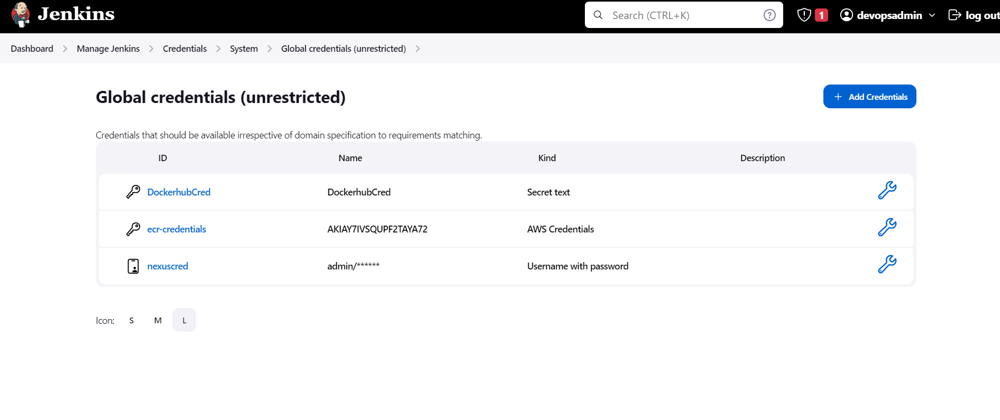 Jenkins
Search (CTRL+K)
?
1
devopsadmin
log out
Dashboard
Manage Jenkins
Credentials
System
Global credentials (unrestricted)
Global credentials (unrestricted)
+ Add Credentials
Credentials that should be available irrespective of domain specification to requirements matching.
ID Name Kind Description
DockerhubCred DockerhubCred Secret text
ecr-credentials AKIAY7IVSQUPF2TAYA72 AWS Credentials
nexuscred admin/****** Username with password
Icon: S M L